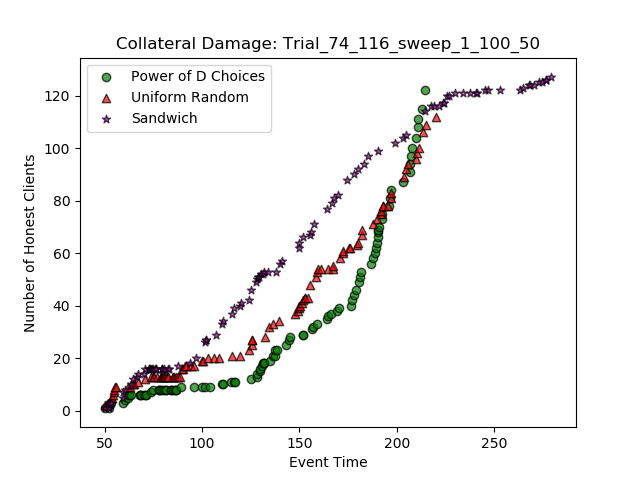 Collateral Damage: Trial_74_116_sweep_1_100_50
Power of D Choices
Uniform Random
Sandwich
120
100
80
60
40
20
0
Number of Honest Clients
50 100 150 200 250
Event Time